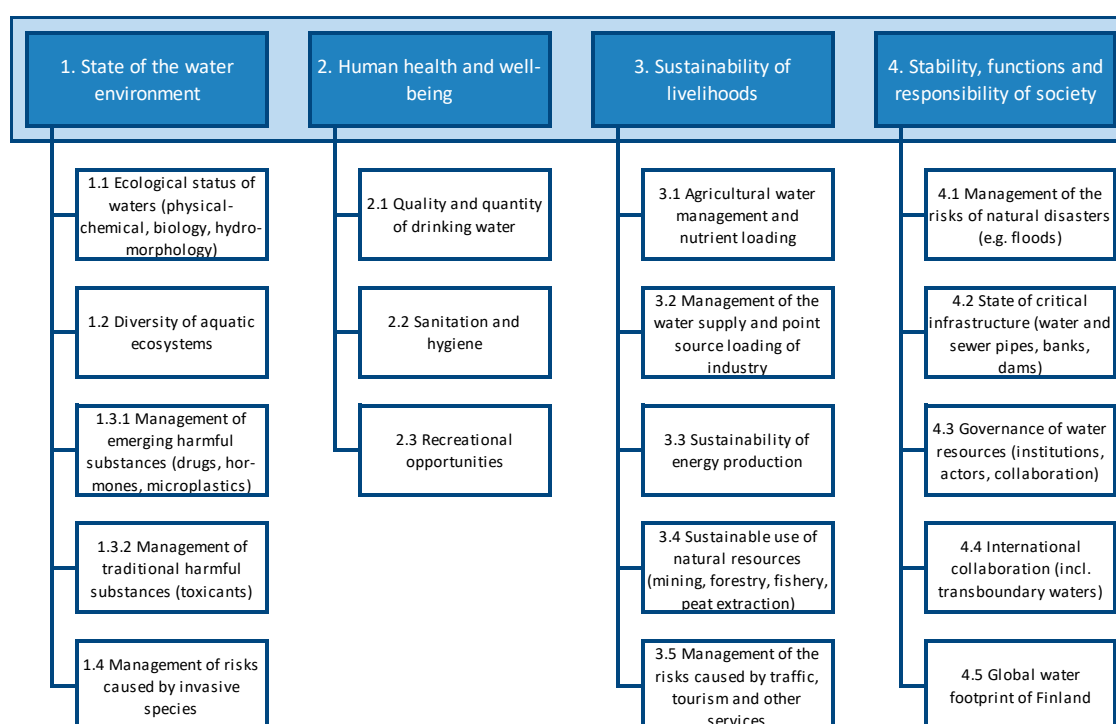 1. State of the water
environment
2. Human health and well-
being
3. Sustainability of
livelihoods
4. Stability, functions and
responsibility of society
1.1 Ecological status of
waters (physical-
chemical, biology, hydro-
morphology)
1.2 Diversity of aquatic
ecosystems
1.3.1 Management of
emerging harmful
substances (drugs, hor-
mones, microplastics)
1.3.2 Management of
traditional harmful
substances (toxicants)
1.4 Management of risks
caused by invasive
species
2.1 Quality and quantity
of drinking water
2.2 Sanitation and
hygiene
2.3 Recreational
opportunities
3.1 Agricultural water
management and
nutrient loading
3.2 Management of the
water supply and point
source loading of
industry
3.3 Sustainability of
energy production
3.4 Sustainable use of
natural resources
(mining, forestry, fishery,
peat extraction)
3.5 Management of the
risks caused by traffic,
tourism and other
services
4.1 Management of the
risks of natural disasters
(e.g. floods)
4.2 State of critical
infrastructure (water and
sewer pipes, banks,
dams)
4.3 Governance of water
resources (institutions,
actors, collaboration)
4.4 International
collaboration (incl.
transboundary waters)
4.5 Global water
footprint of Finland